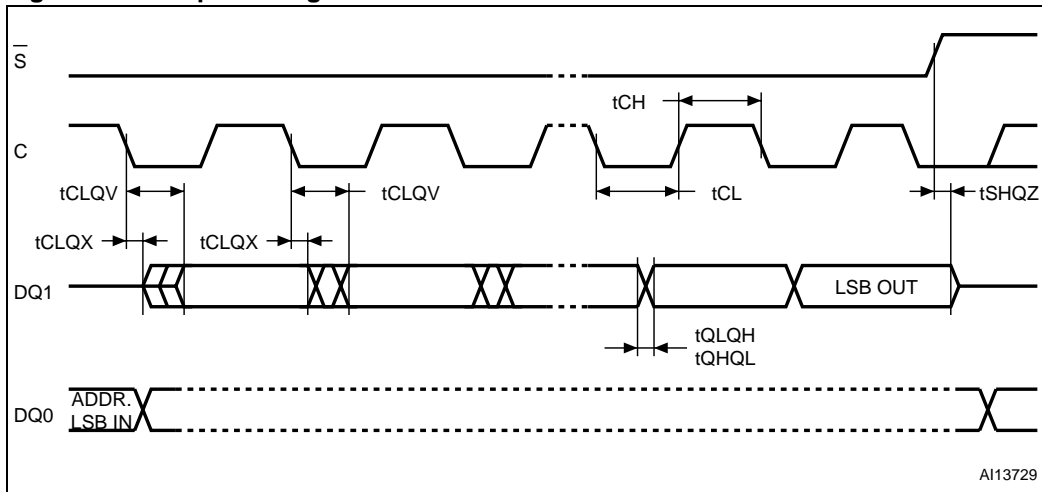 S
tCH
C
tCLQV
tCLQV
tCL
tSHQZ
tCLQX
tCLQX
DQ1
LSB OUT
tQLQH
tQHQL
ADDR.
DQ0
LSB IN
AI13729